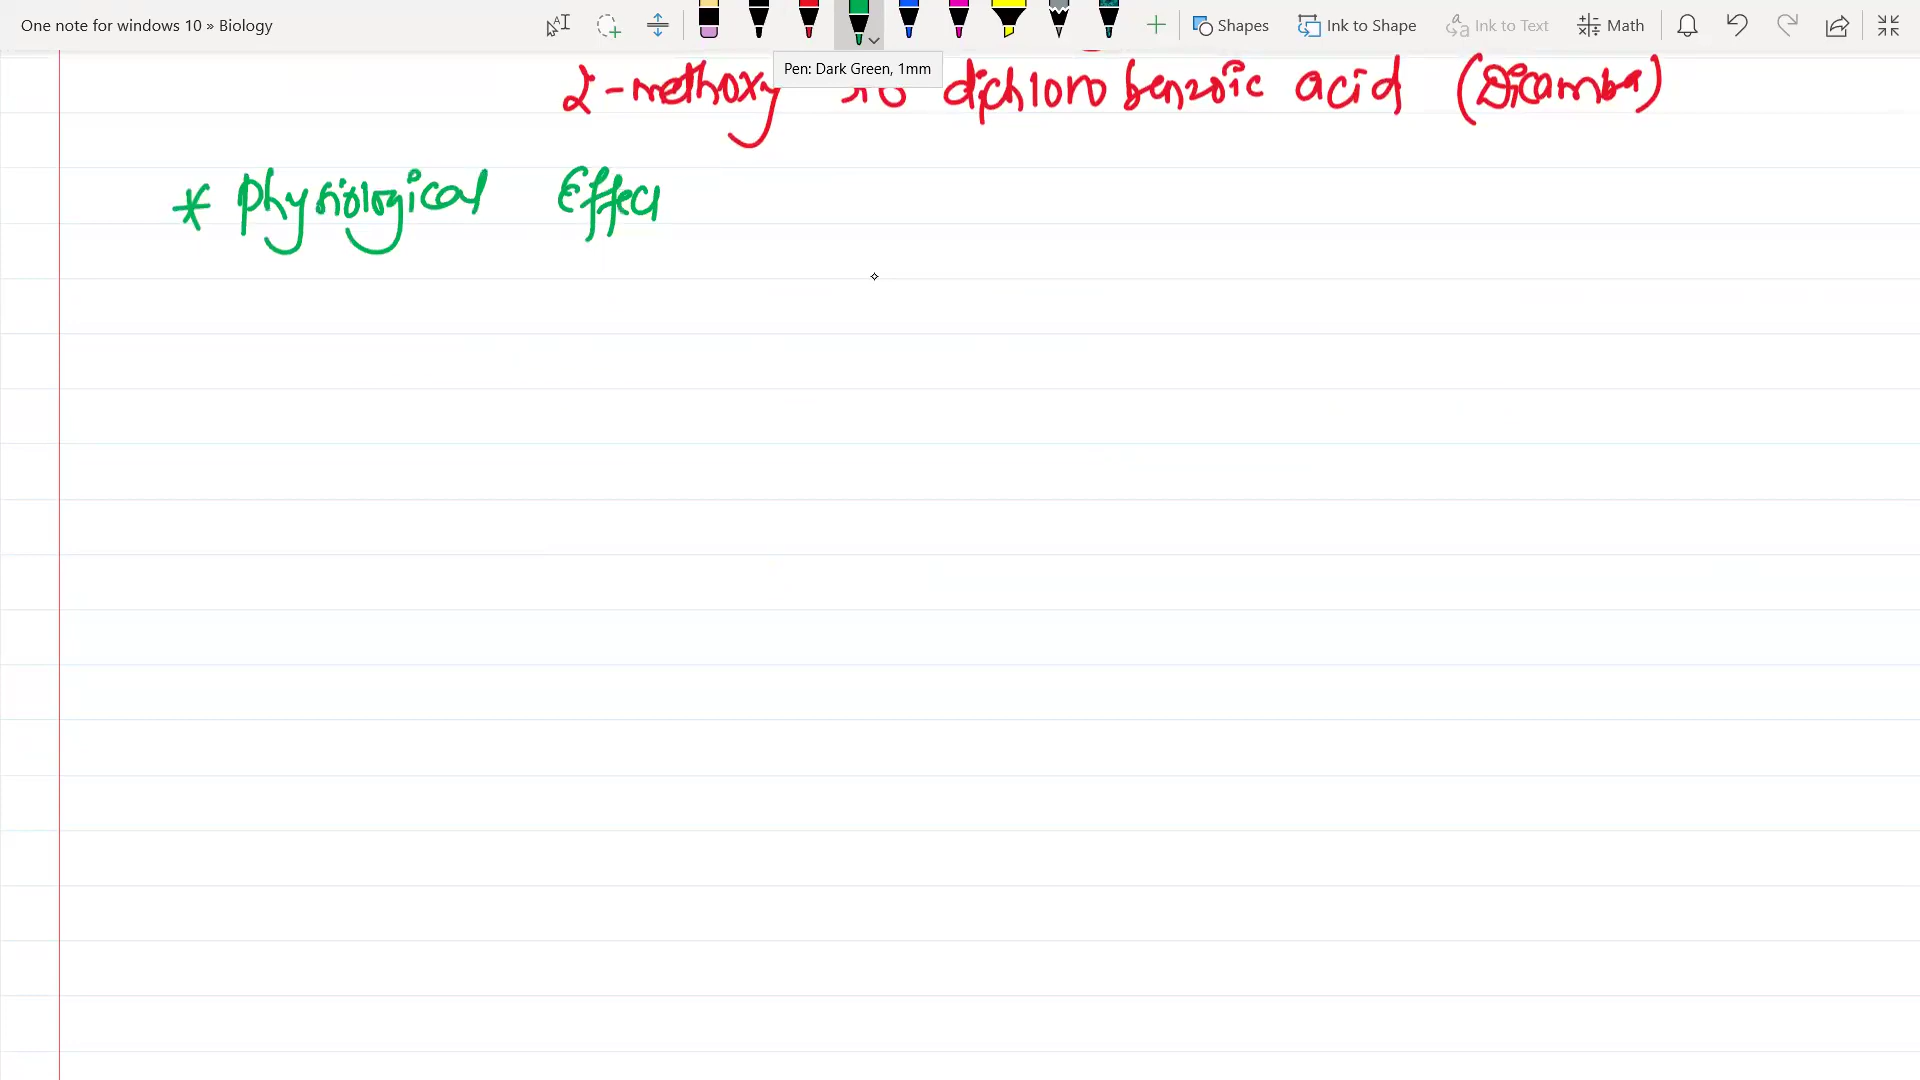 One note for windows 10 » Biology
Shapes
Ink to Shape
Ink to Text
Math
Pen: Dark Green, 1mm
2-methoxy dichloro benzoic acid (Dicamba)
* Physiological Effect